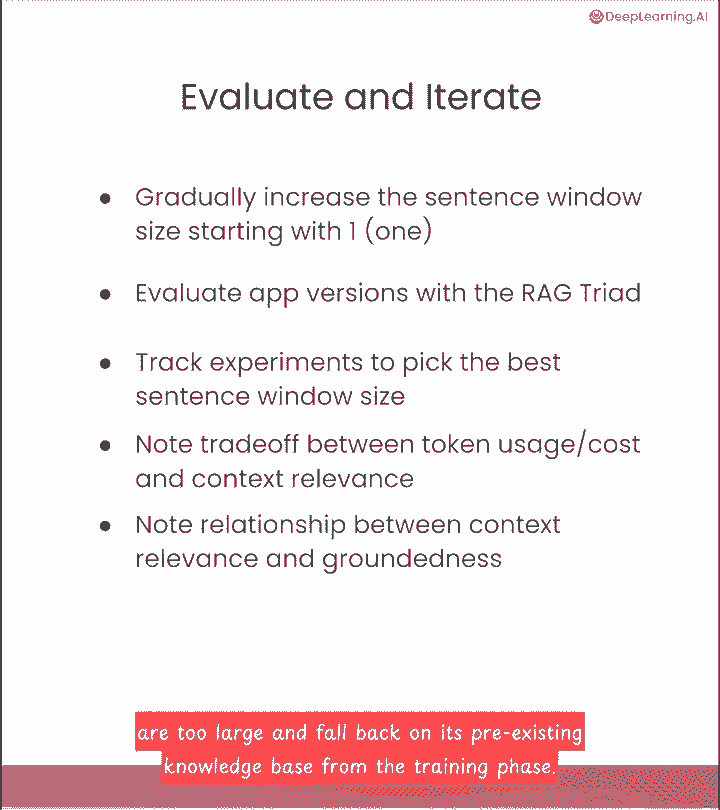 DeepLearning.AI
Evaluate and Iterate
● Gradually increase the sentence window
size starting with 1 (one)
● Evaluate app versions with the RAG Triad
● Track experiments to pick the best
sentence window size
● Note tradeoff between token usage/cost
and context relevance
● Note relationship between context
relevance and groundedness
are too large and fall back on its pre-existing
knowledge base from the training phase.